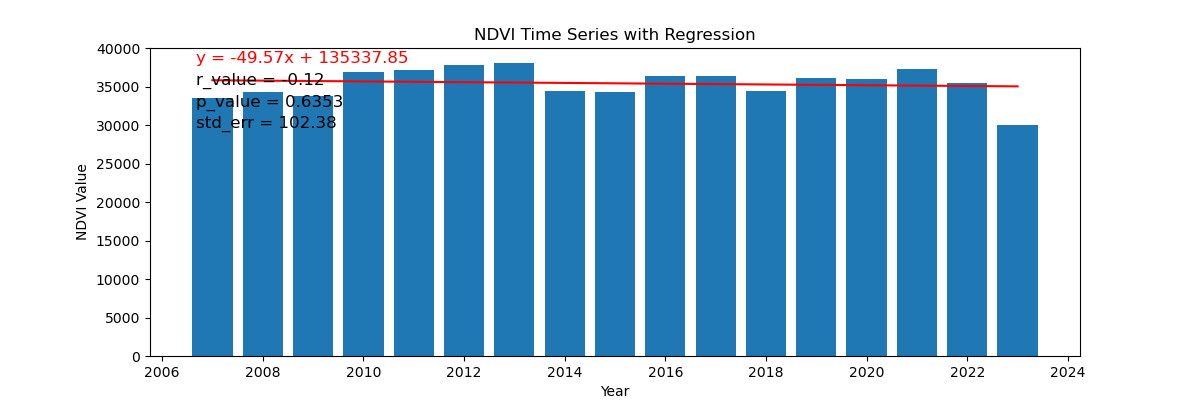 NDVI Time Series with Regression
y = -49.57x + 135337.85
r_value = -0.12
p_value = 0.6353
std_err = 102.38
40000
35000
30000
25000
20000
15000
10000
5000
0
NDVI Value
2006 2008 2010 2012 2014 2016 2018 2020 2022 2024
Year